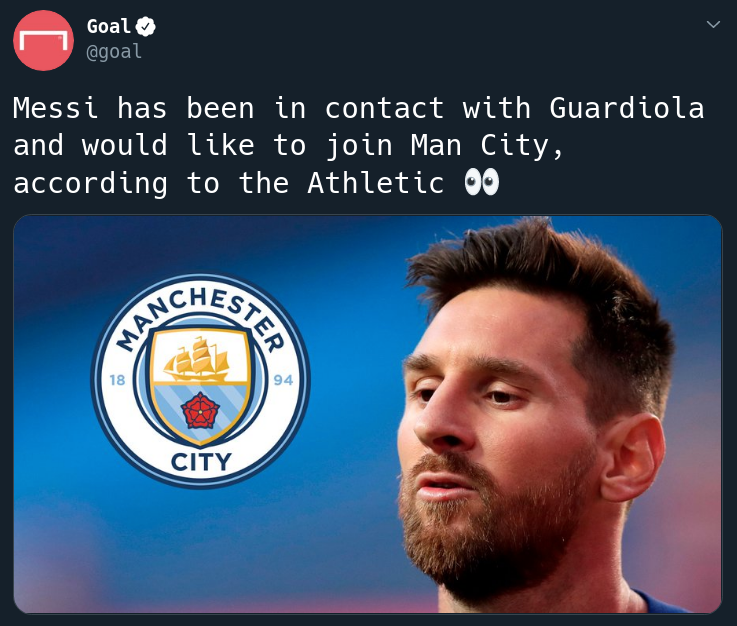 Goal
@goal
Messi has been in contact with Guardiola
and would like to join Man City,
according to the Athletic 👀
MANCHESTER
18 94
CITY